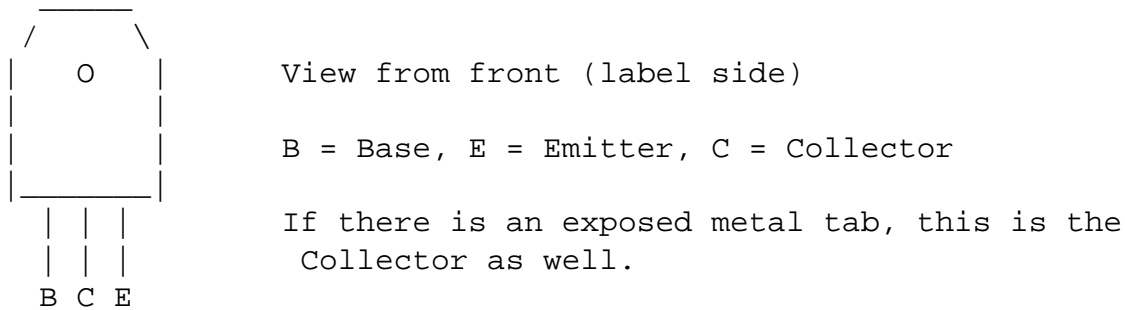 O
View from front (label side)
B = Base, E = Emitter, C = Collector
If there is an exposed metal tab, this is the
Collector as well.
B C E